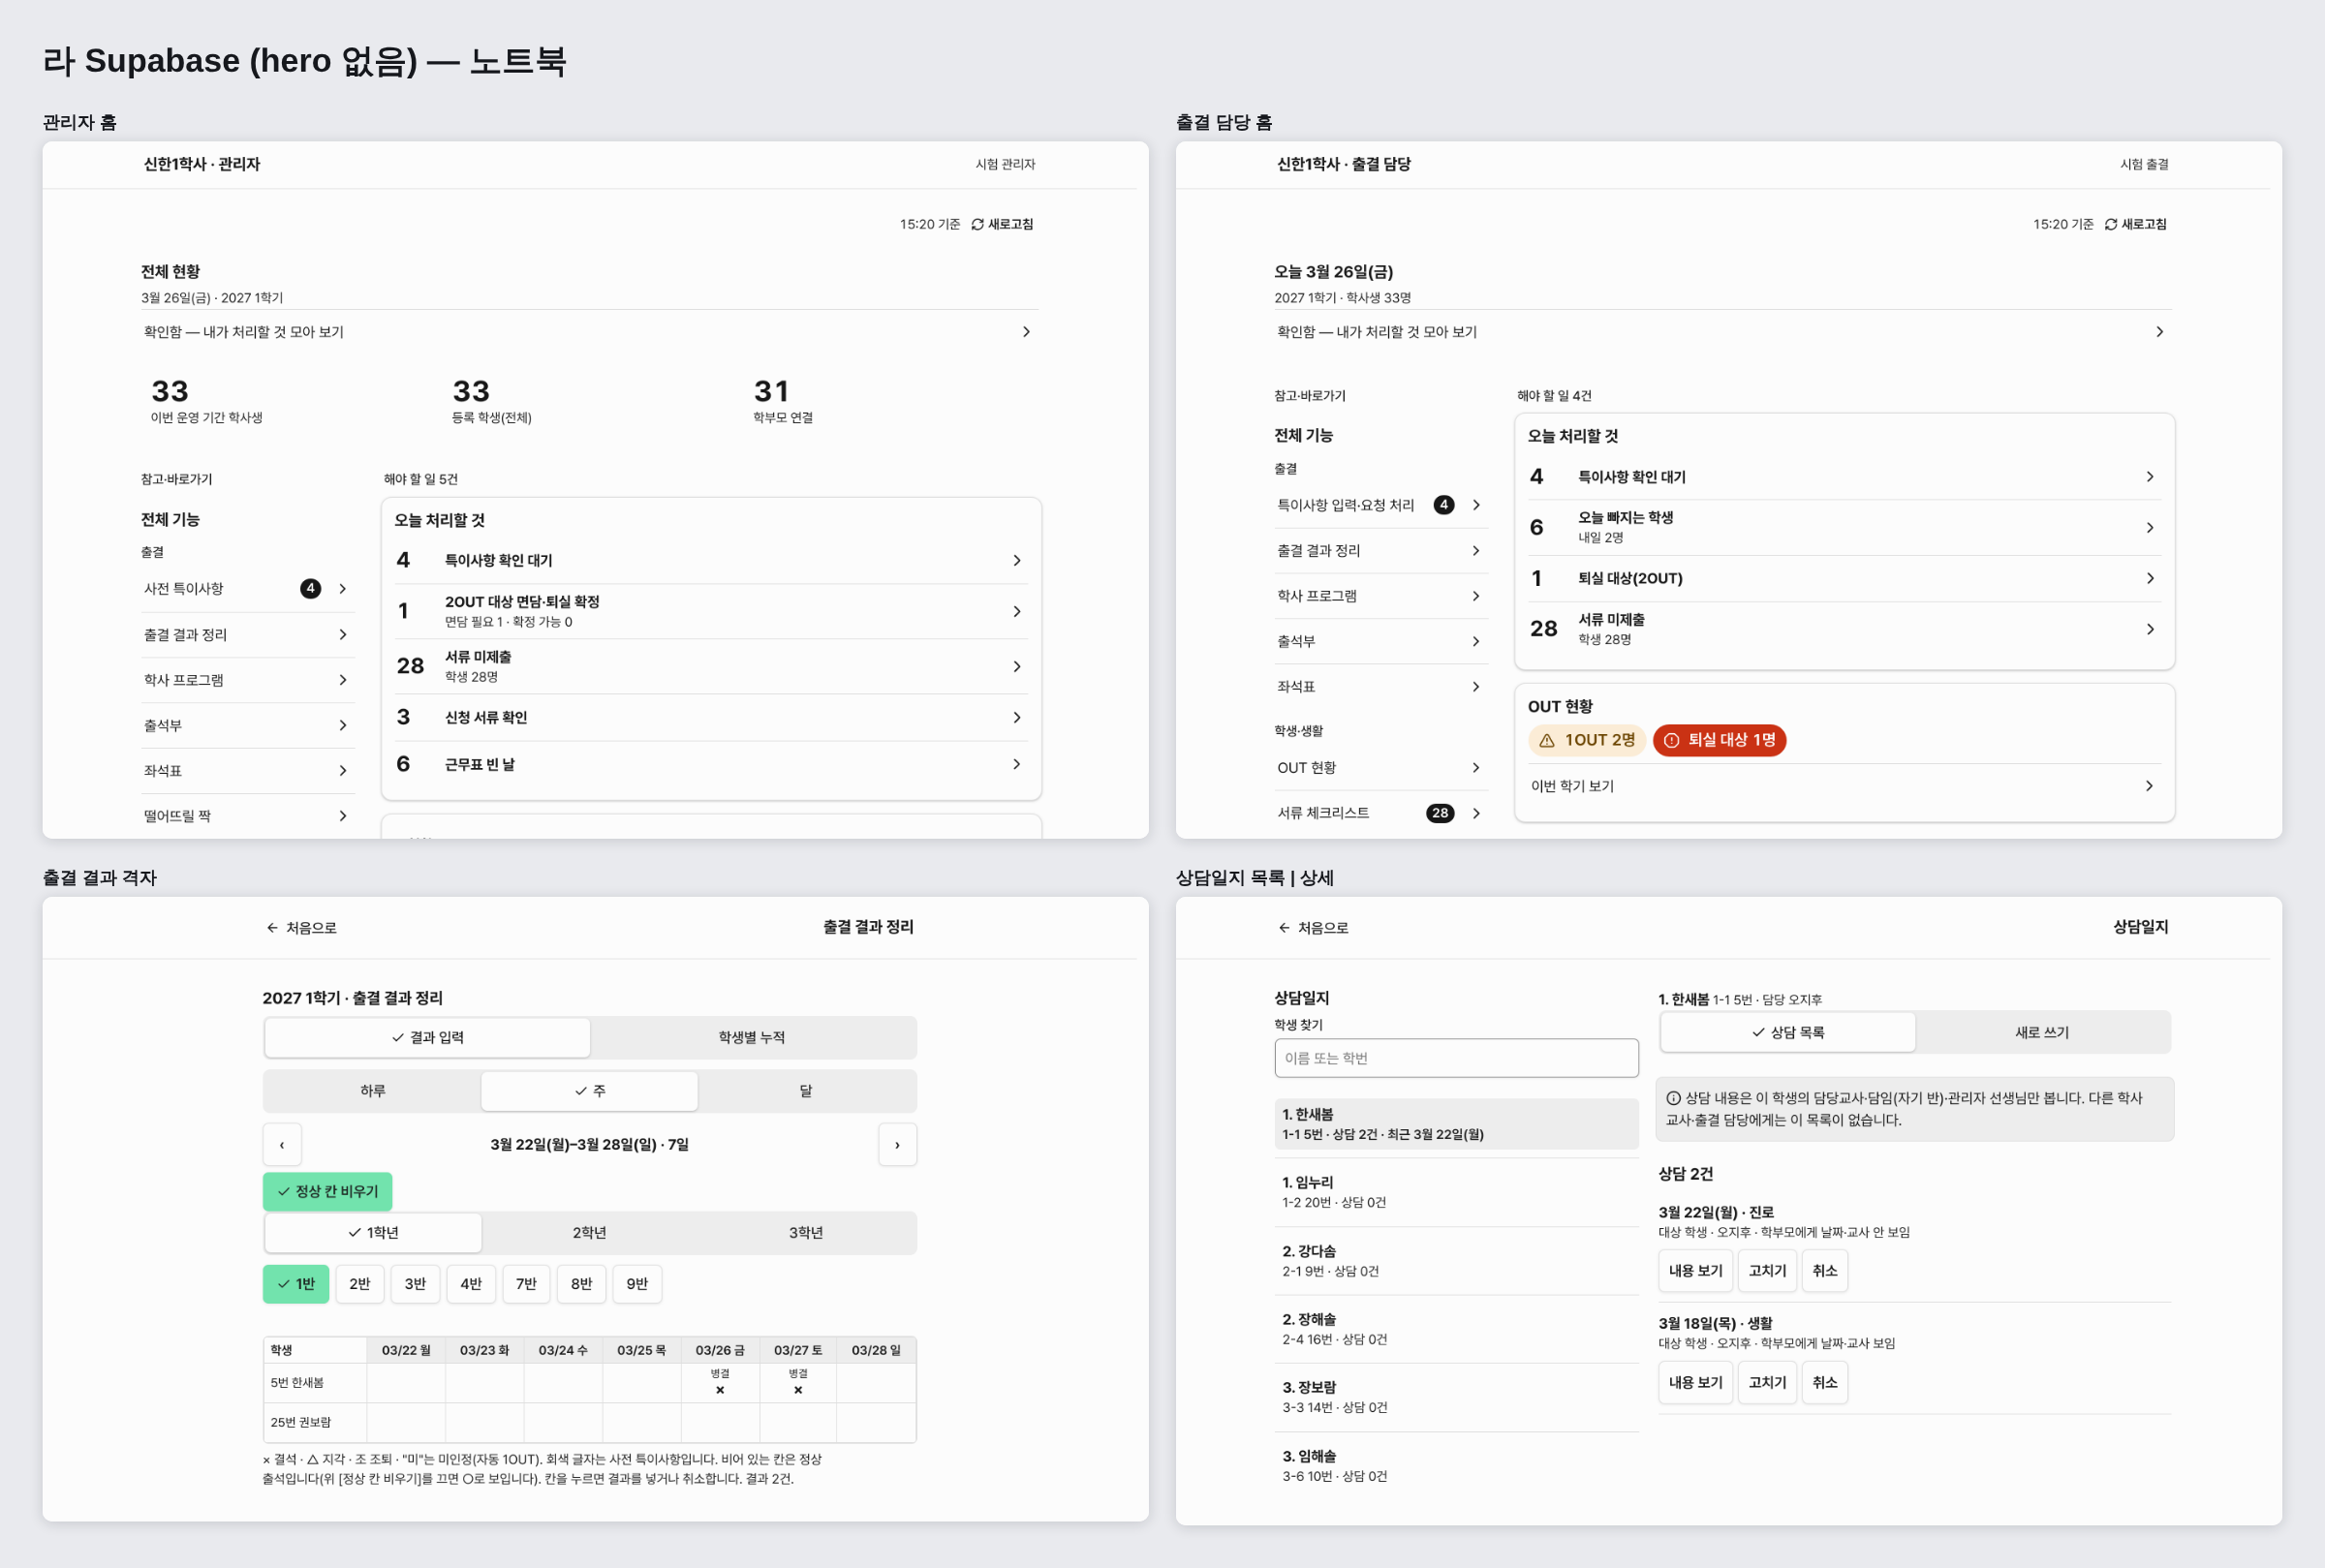 라 Supabase (hero 없음) — 노트북
관리자 홈
신한1학사 · 관리자
시험 관리자
15:20 기준 새로고침
전체 현황
3월 26일(금) · 2027 1학기
확인함 — 내가 처리할 것 모아 보기
33
이번 운영 기간 학사생
33
등록 학생(전체)
31
학부모 연결
참고·바로가기
전체 기능
출결
사전 특이사항 4
출결 결과 정리
학사 프로그램
출석부
좌석표
떨어뜨릴 짝
해야 할 일 5건
오늘 처리할 것
4 특이사항 확인 대기
1 2OUT 대상 면담·퇴실 확정
면담 필요 1 · 확정 가능 0
28 서류 미제출
학생 28명
3 신청 서류 확인
6 근무표 빈 날
출결 담당 홈
신한1학사 · 출결 담당
시험 출결
15:20 기준 새로고침
오늘 3월 26일(금)
2027 1학기 · 학사생 33명
확인함 — 내가 처리할 것 모아 보기
참고·바로가기
전체 기능
출결
특이사항 입력·요청 처리 4
출결 결과 정리
학사 프로그램
출석부
좌석표
학생·생활
OUT 현황
서류 체크리스트 28
해야 할 일 4건
오늘 처리할 것
4 특이사항 확인 대기
6 오늘 빠지는 학생
내일 2명
1 퇴실 대상(2OUT)
28 서류 미제출
학생 28명
OUT 현황
1OUT 2명 퇴실 대상 1명
이번 학기 보기
출결 결과 격자
← 처음으로
출결 결과 정리
2027 1학기 · 출결 결과 정리
✓ 결과 입력 학생별 누적
하루 ✓ 주 달
‹ 3월 22일(월)–3월 28일(일) · 7일 ›
✓ 정상 칸 비우기
✓ 1학년 2학년 3학년
✓ 1반 2반 3반 4반 7반 8반 9반
학생 03/22 월 03/23 화 03/24 수 03/25 목 03/26 금 03/27 토 03/28 일
5번 한새봄 병결 × 병결 ×
25번 권보람
× 결석 · △ 지각 · 조 조퇴 · "미"는 미인정(자동 1OUT). 회색 글자는 사전 특이사항입니다. 비어 있는 칸은 정상
출석입니다(위 [정상 칸 비우기]를 끄면 ○로 보입니다). 칸을 누르면 결과를 넣거나 취소합니다. 결과 2건.
상담일지 목록 | 상세
← 처음으로
상담일지
상담일지
학생 찾기
이름 또는 학번
1. 한새봄
1-1 5번 · 상담 2건 · 최근 3월 22일(월)
1. 임누리
1-2 20번 · 상담 0건
2. 강다솜
2-1 9번 · 상담 0건
2. 장해솔
2-4 16번 · 상담 0건
3. 장보람
3-3 14번 · 상담 0건
3. 임해솔
3-6 10번 · 상담 0건
1. 한새봄 1-1 5번 · 담당 오지후
✓ 상담 목록 새로 쓰기
상담 내용은 이 학생의 담당교사·담임(자기 반)·관리자 선생님만 봅니다. 다른 학사
교사·출결 담당에게는 이 목록이 없습니다.
상담 2건
3월 22일(월) · 진로
대상 학생 · 오지후 · 학부모에게 날짜·교사 안 보임
내용 보기 고치기 취소
3월 18일(목) · 생활
대상 학생 · 오지후 · 학부모에게 날짜·교사 보임
내용 보기 고치기 취소